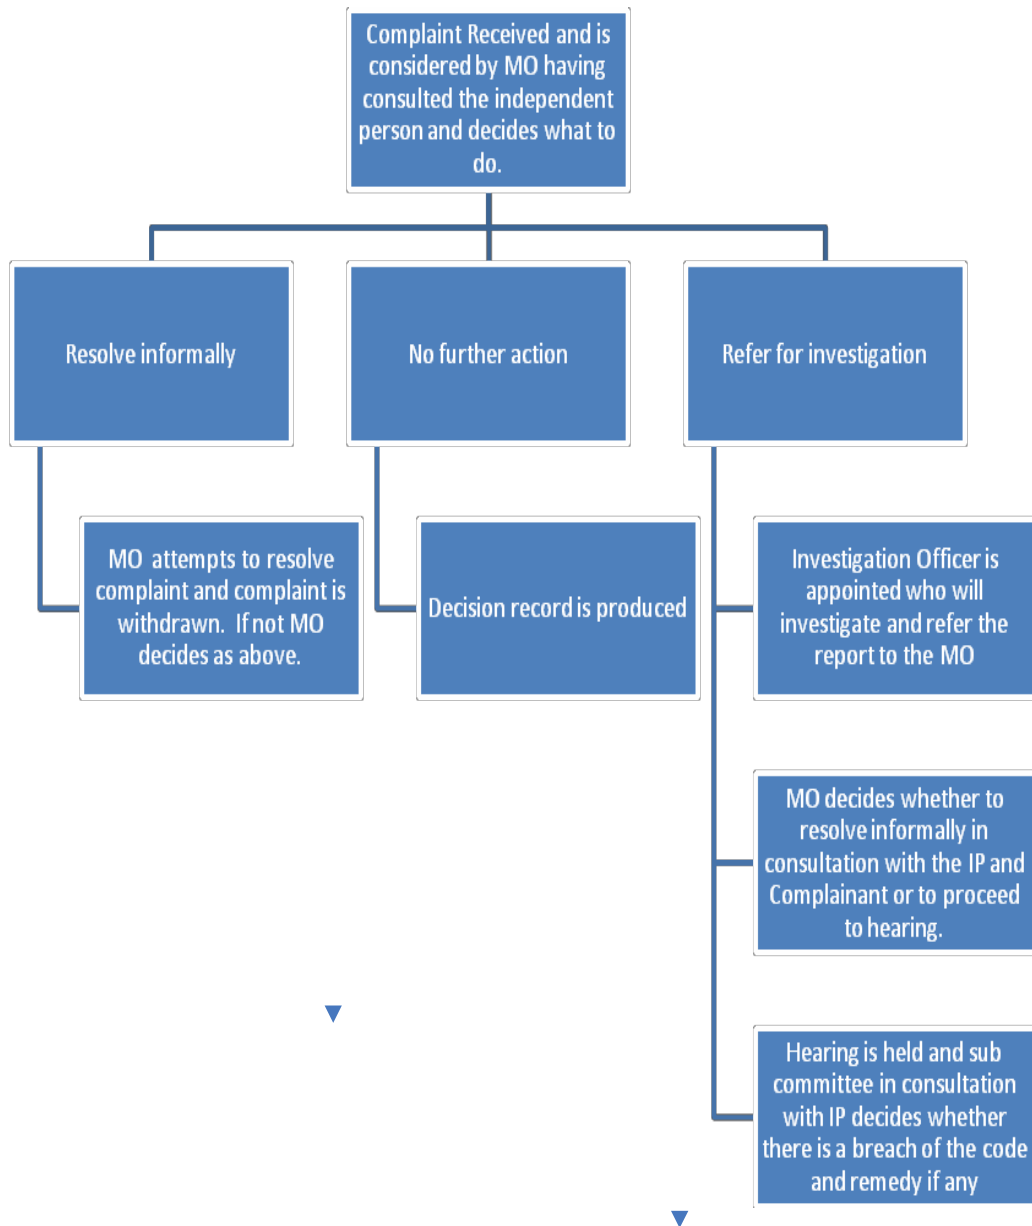 Complaint Received and is
considered by MO having
consulted the independent
person and decides what to
do.
Resolve informally
No further action
Refer for investigation
MO attempts to resolve
complaint and complaint is
withdrawn. If not MO
decides as above.
Decision record is produced
Investigation Officer is
appointed who will
investigate and refer the
report to the MO
MO decides whether to
resolve informally in
consultation with the IP and
Complainant or to proceed
to hearing.
Hearing is held and sub
committee in consultation
with IP decides whether
there is a breach of the code
and remedy if any